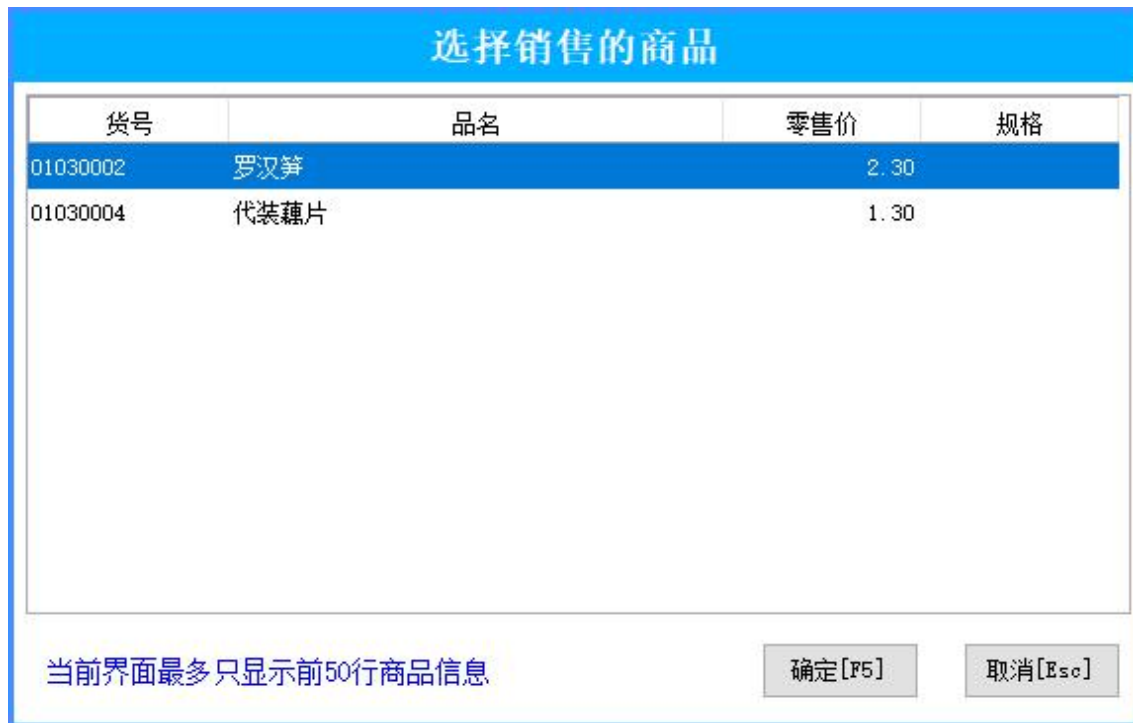 选择销售的商品
货号 品名 零售价 规格
01030002 罗汉笋 2.30
01030004 代装藕片 1.30
当前界面最多只显示前50行商品信息 确定[F5] 取消[Esc]